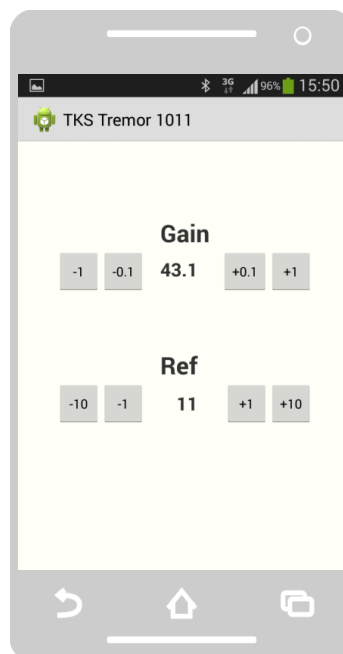 3G 96% 15:50
TKS Tremor 1011
Gain
-1 -0.1 43.1 +0.1 +1
Ref
-10 -1 11 +1 +10